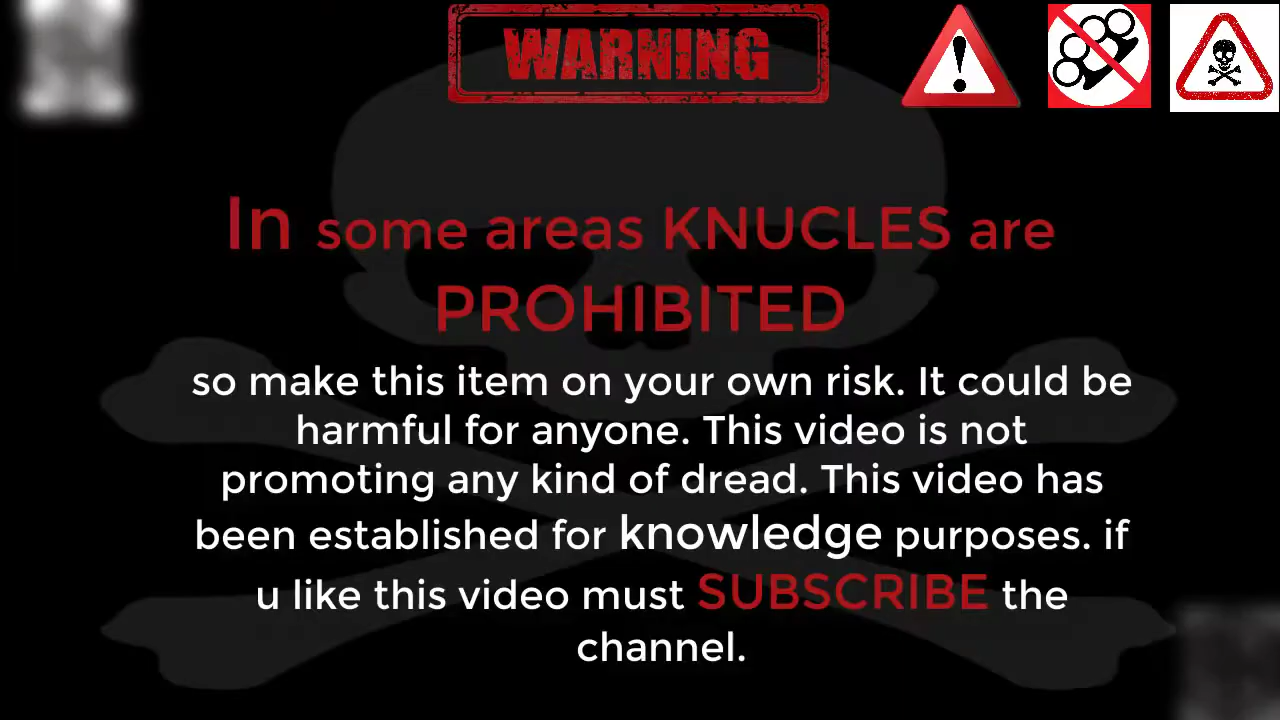 WARNING
In some areas KNUCLES are
PROHIBITED
so make this item on your own risk. It could be
harmful for anyone. This video is not
promoting any kind of dread. This video has
been established for knowledge purposes. if
u like this video must SUBSCRIBE the
channel.